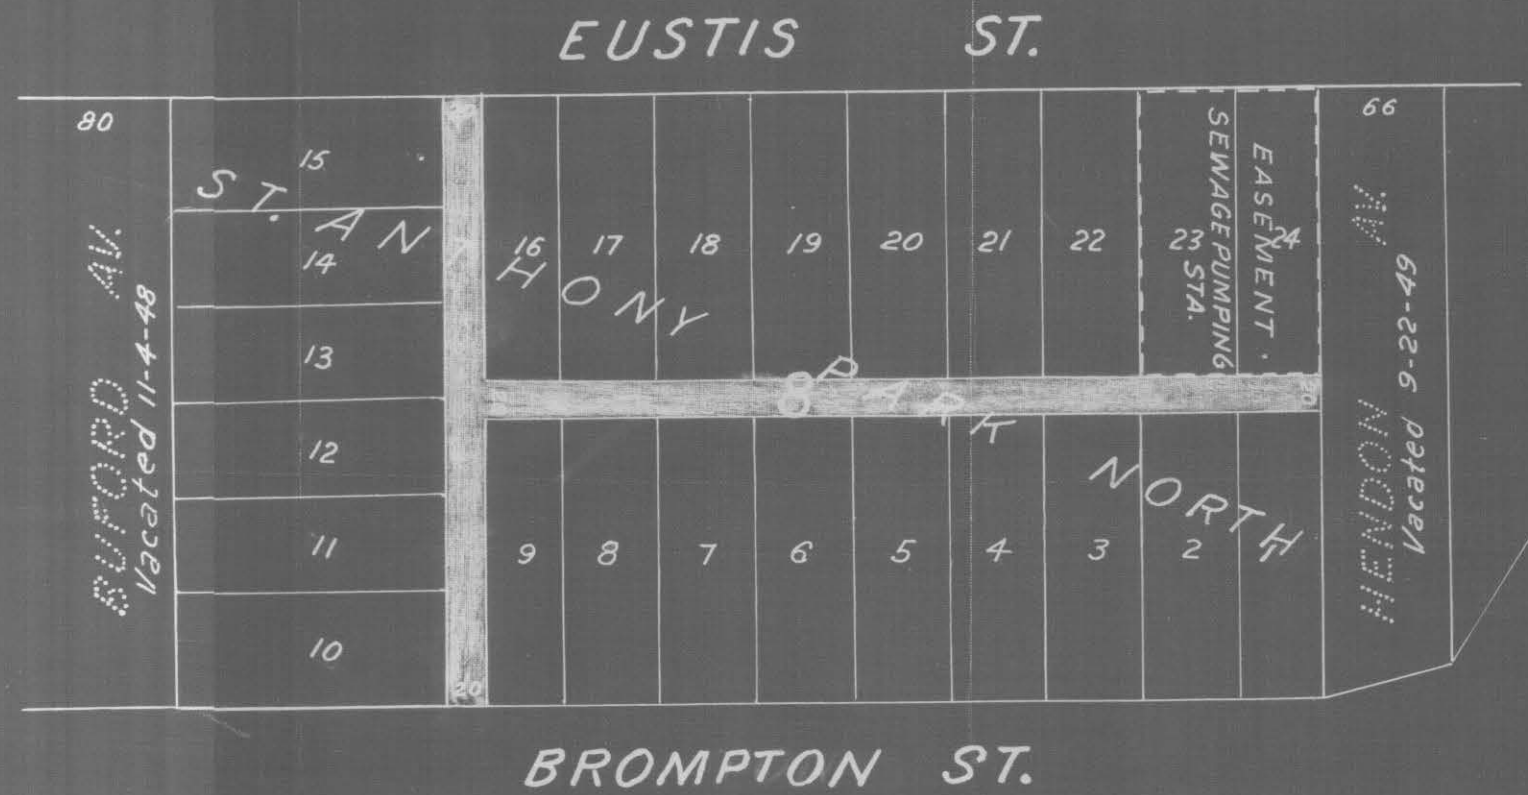 EUSTIS ST.
80
66
ST. ANTHONY PARK NORTH
15
14
13
12
11
10
16 17 18 19 20 21 22 23 24
EASEMENT.
SEWAGE PUMPING
STA.
BUFORD AV.
Vacated 11-4-48
HENDON AV.
Vacated 9-22-49
8
20
20
9 8 7 6 5 4 3 2 1
BROMPTON ST.